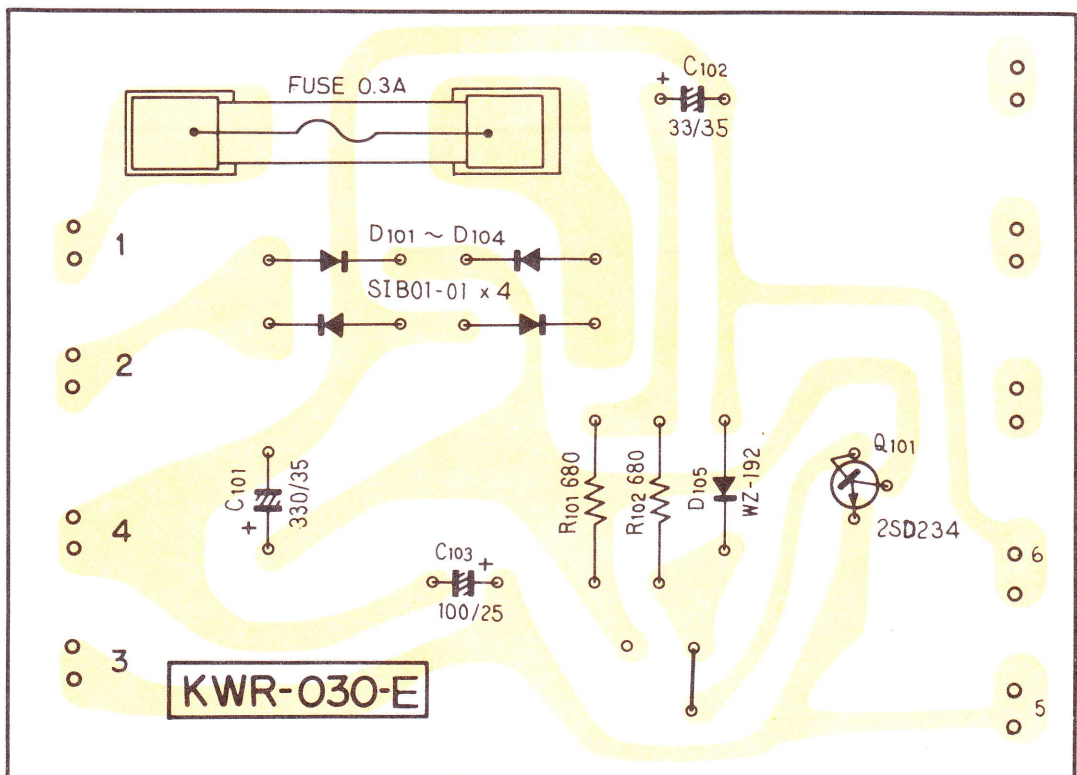 FUSE 0.3A
C102
+
33/35
1
D101 ~ D104
SIB01-01 x 4
2
C101
330/35
+
R101 680
R102 680
D105
WZ-192
Q101
2SD234
4
C103
+
100/25
6
3
KWR-030-E
5